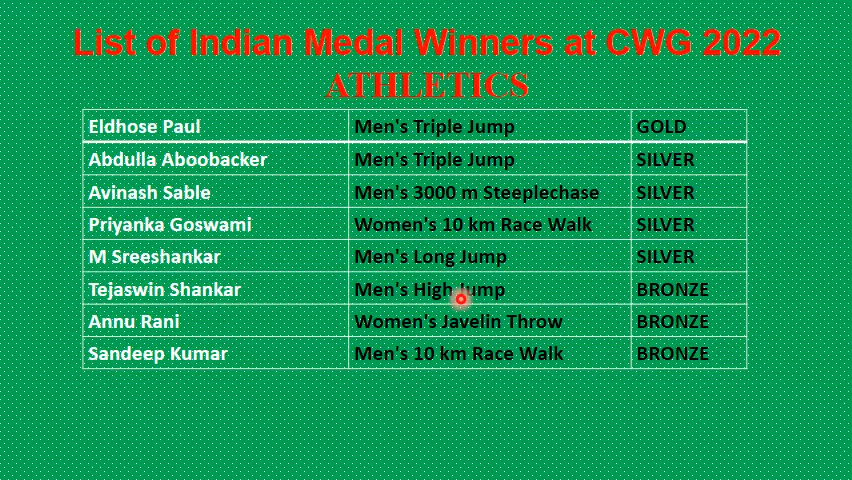 List of Indian Medal Winners at CWG 2022
ATHLETICS
Eldhose Paul Men's Triple Jump GOLD
Abdulla Aboobacker Men's Triple Jump SILVER
Avinash Sable Men's 3000 m Steeplechase SILVER
Priyanka Goswami Women's 10 km Race Walk SILVER
M Sreeshankar Men's Long Jump SILVER
Tejaswin Shankar Men's High Jump BRONZE
Annu Rani Women's Javelin Throw BRONZE
Sandeep Kumar Men's 10 km Race Walk BRONZE